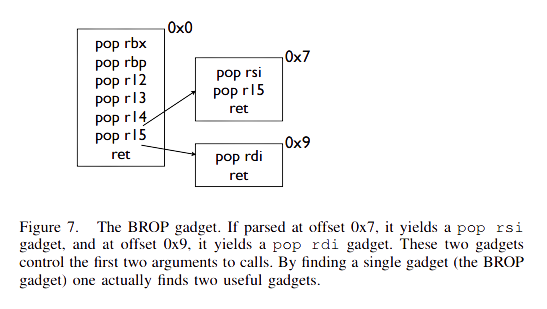 0x0
pop rbx
pop rbp
pop r12
pop r13
pop r14
pop r15
ret
0x7
pop rsi
pop r15
ret
0x9
pop rdi
ret
Figure 7. The BROP gadget. If parsed at offset 0x7, it yields a pop rsi
gadget, and at offset 0x9, it yields a pop rdi gadget. These two gadgets
control the first two arguments to calls. By finding a single gadget (the BROP
gadget) one actually finds two useful gadgets.